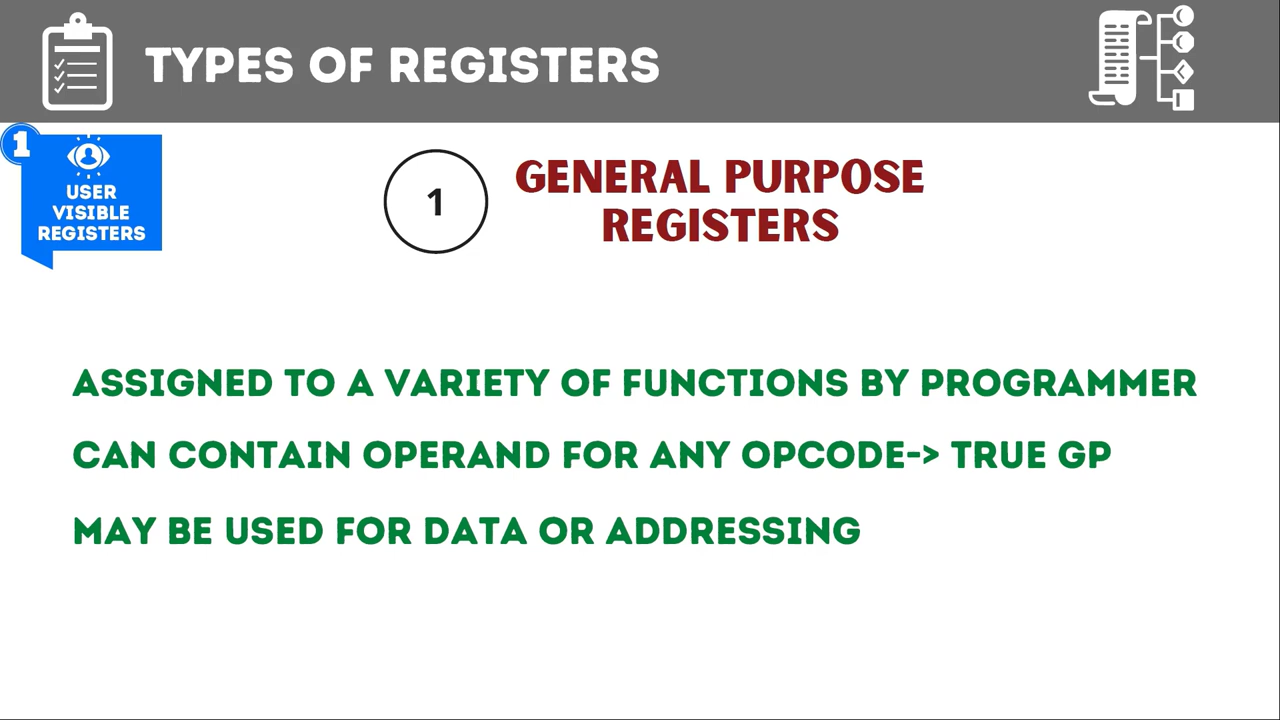 TYPES OF REGISTERS
1
USER
VISIBLE
REGISTERS
1
GENERAL PURPOSE
REGISTERS
ASSIGNED TO A VARIETY OF FUNCTIONS BY PROGRAMMER
CAN CONTAIN OPERAND FOR ANY OPCODE-> TRUE GP
MAY BE USED FOR DATA OR ADDRESSING